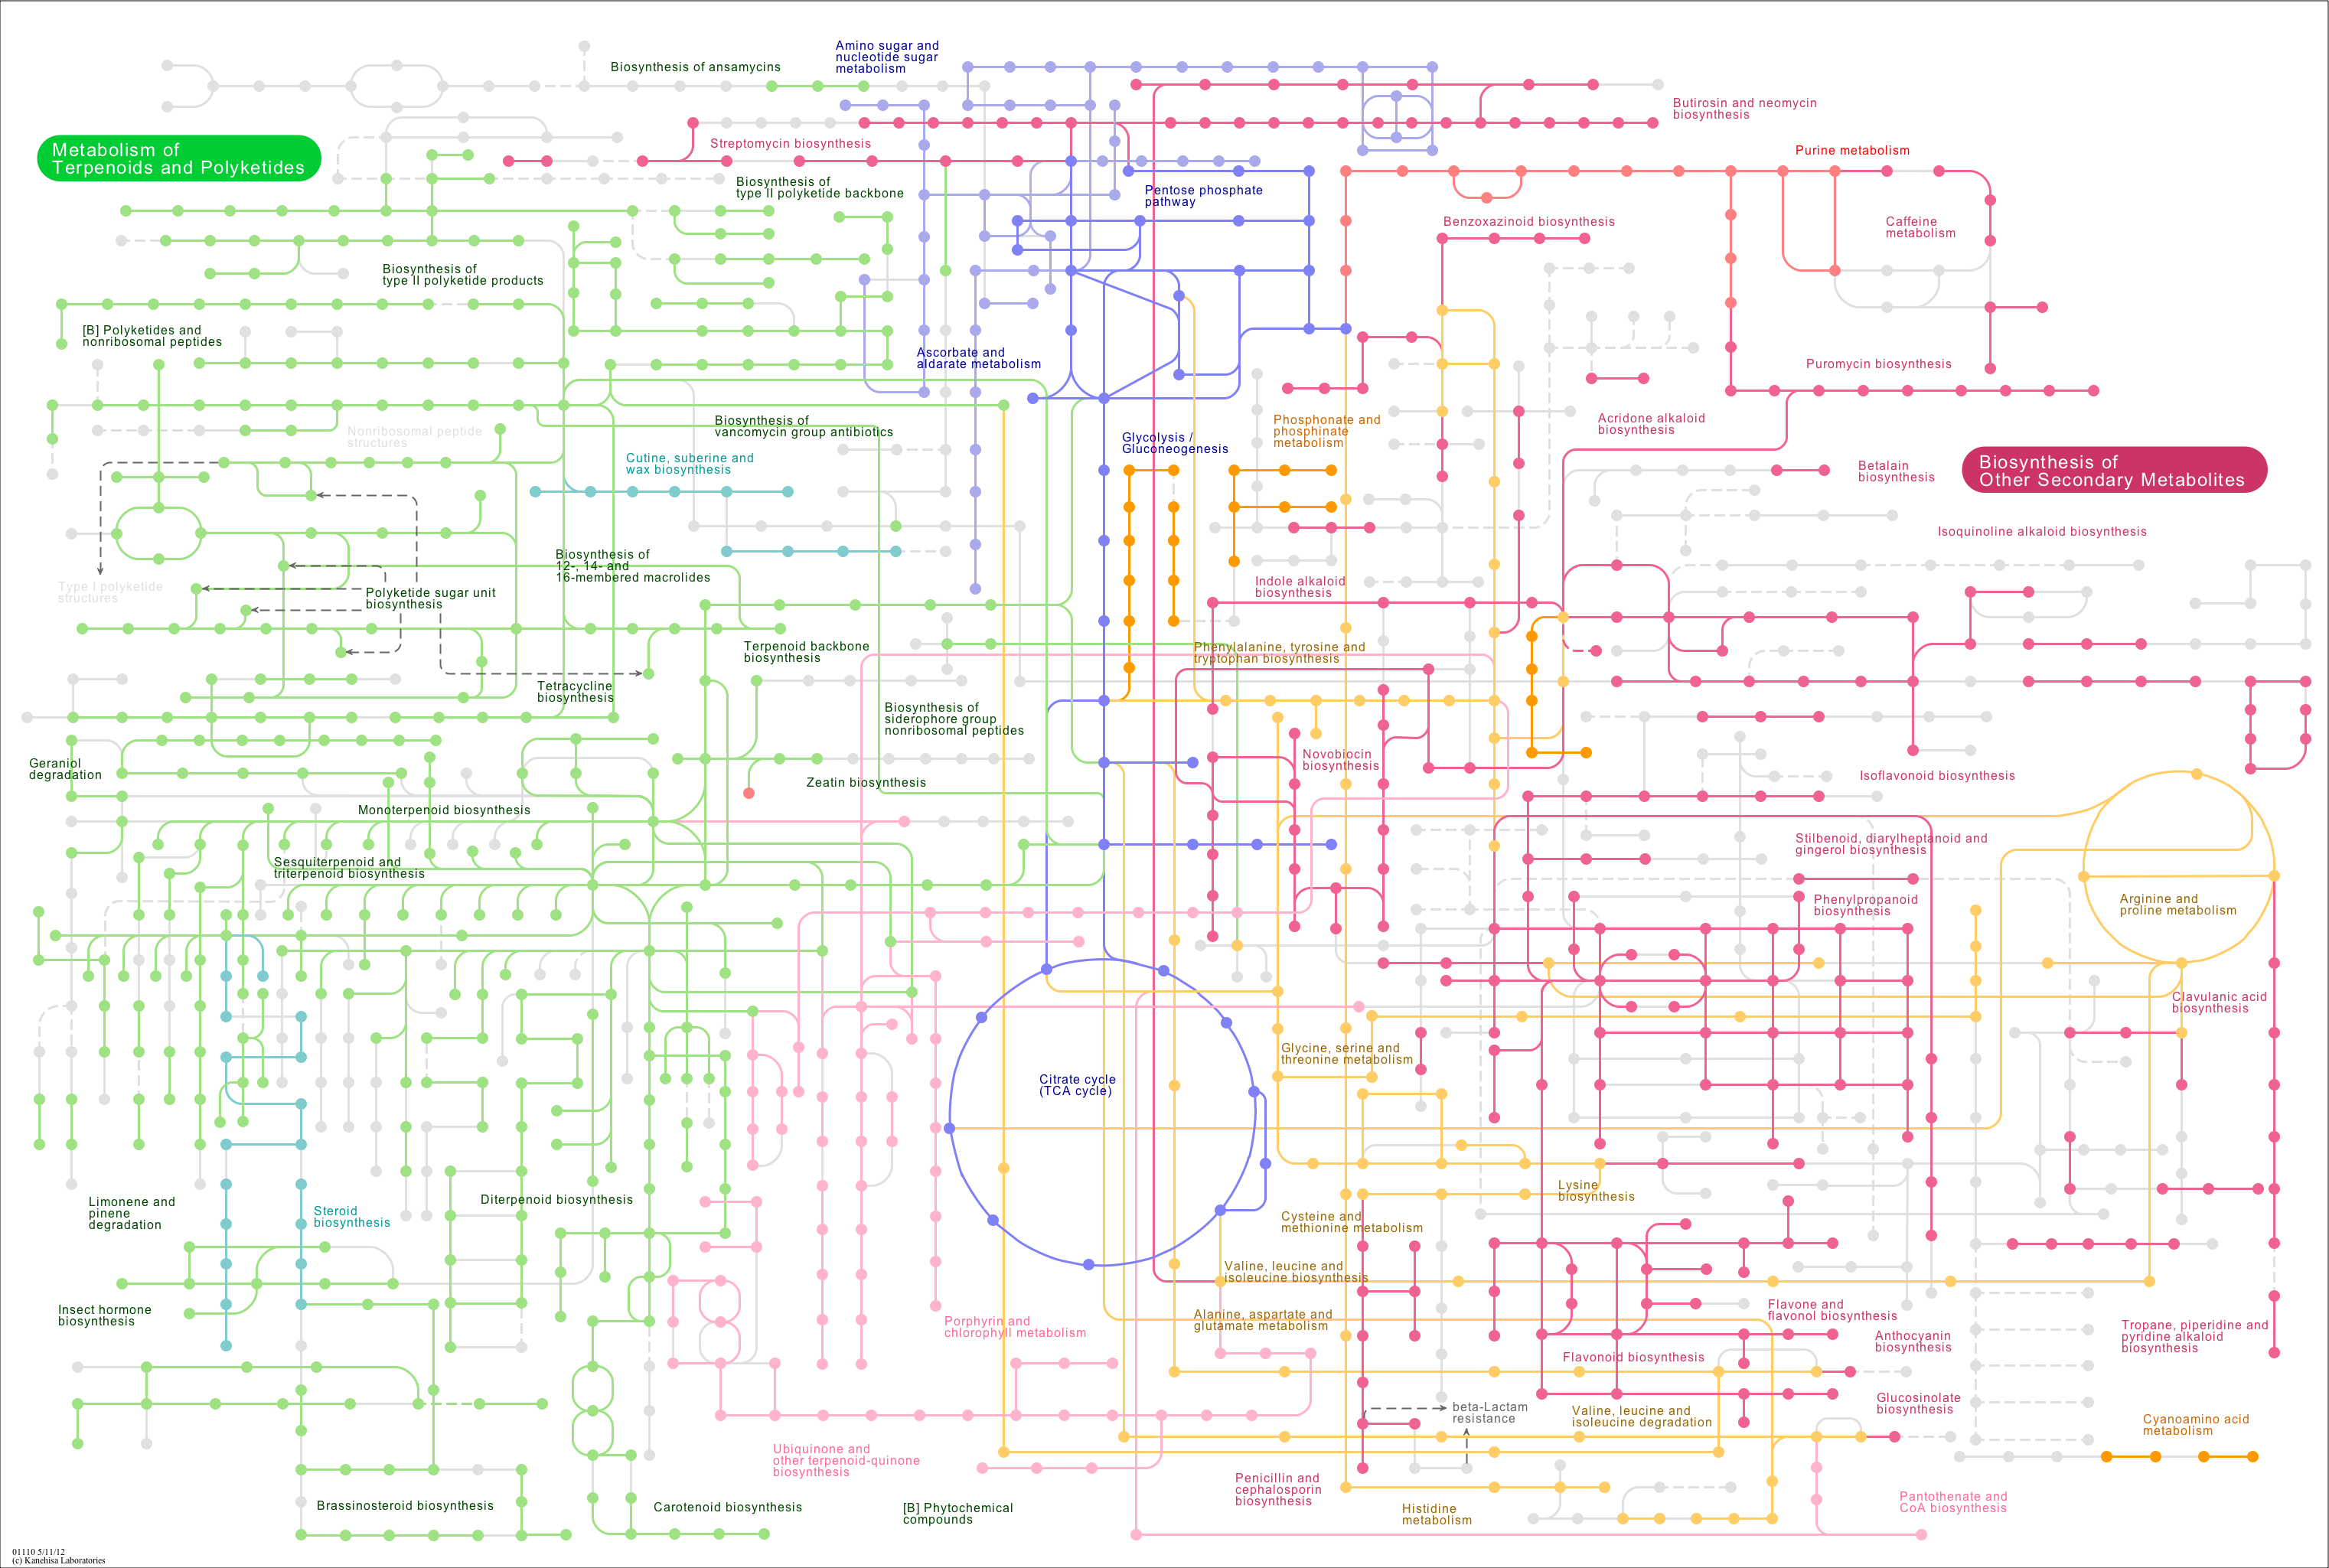 Amino sugar and
nucleotide sugar
metabolism
Biosynthesis of ansamycins
Butirosin and neomycin
biosynthesis
Metabolism of
Terpenoids and Polyketides
Streptomycin biosynthesis
Purine metabolism
Biosynthesis of
type II polyketide backbone
Pentose phosphate
pathway
Benzoxazinoid biosynthesis
Caffeine
metabolism
Biosynthesis of
type II polyketide products
[B] Polyketides and
nonribosomal peptides
Ascorbate and
aldarate metabolism
Puromycin biosynthesis
Nonribosomal peptide
structures
Biosynthesis of
vancomycin group antibiotics
Phosphonate and
phosphinate
metabolism
Acridone alkaloid
biosynthesis
Glycolysis /
Gluconeogenesis
Cutine, suberine and
wax biosynthesis
Betalain
biosynthesis
Biosynthesis of
Other Secondary Metabolites
Isoquinoline alkaloid biosynthesis
Biosynthesis of
12-, 14- and
16-membered macrolides
Type I polyketide
structures
Polyketide sugar unit
biosynthesis
Indole alkaloid
biosynthesis
Terpenoid backbone
biosynthesis
Phenylalanine, tyrosine and
tryptophan biosynthesis
Tetracycline
biosynthesis
Biosynthesis of
siderophore group
nonribosomal peptides
Novobiocin
biosynthesis
Geraniol
degradation
Zeatin biosynthesis
Isoflavonoid biosynthesis
Monoterpenoid biosynthesis
Stilbenoid, diarylheptanoid and
gingerol biosynthesis
Sesquiterpenoid and
triterpenoid biosynthesis
Phenylpropanoid
biosynthesis
Arginine and
proline metabolism
Clavulanic acid
biosynthesis
Glycine, serine and
threonine metabolism
Citrate cycle
(TCA cycle)
Limonene and
pinene
degradation
Steroid
biosynthesis
Diterpenoid biosynthesis
Lysine
biosynthesis
Cysteine and
methionine metabolism
Valine, leucine and
isoleucine biosynthesis
Insect hormone
biosynthesis
Porphyrin and
chlorophyll metabolism
Alanine, aspartate and
glutamate metabolism
Flavone and
flavonol biosynthesis
Anthocyanin
biosynthesis
Tropane, piperidine and
pyridine alkaloid
biosynthesis
Flavonoid biosynthesis
Glucosinolate
biosynthesis
beta-Lactam
resistance
Valine, leucine and
isoleucine degradation
Cyanoamino acid
metabolism
Ubiquinone and
other terpenoid-quinone
biosynthesis
Penicillin and
cephalosporin
biosynthesis
Brassinosteroid biosynthesis
Carotenoid biosynthesis
[B] Phytochemical
compounds
Histidine
metabolism
Pantothenate and
CoA biosynthesis
01110 5/11/12
(c) Kanehisa Laboratories